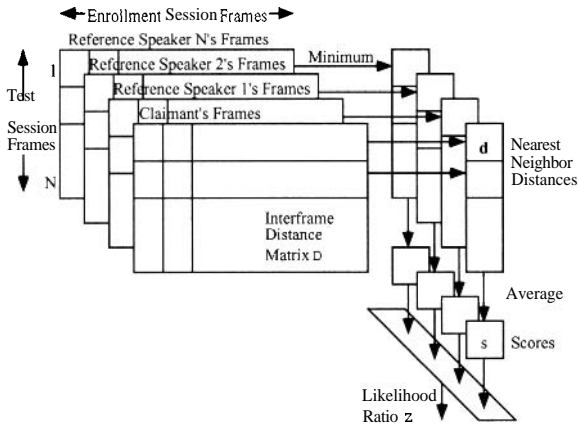 Enrollment Session Frames
Reference Speaker N's Frames
Reference Speaker 2's Frames
Minimum
1
Reference Speaker 1's Frames
Test
Claimant's Frames
Session
Frames
d
Nearest
Neighbor
Distances
N
Interframe
Distance
Matrix D
Average
s
Scores
Likelihood
Ratio z